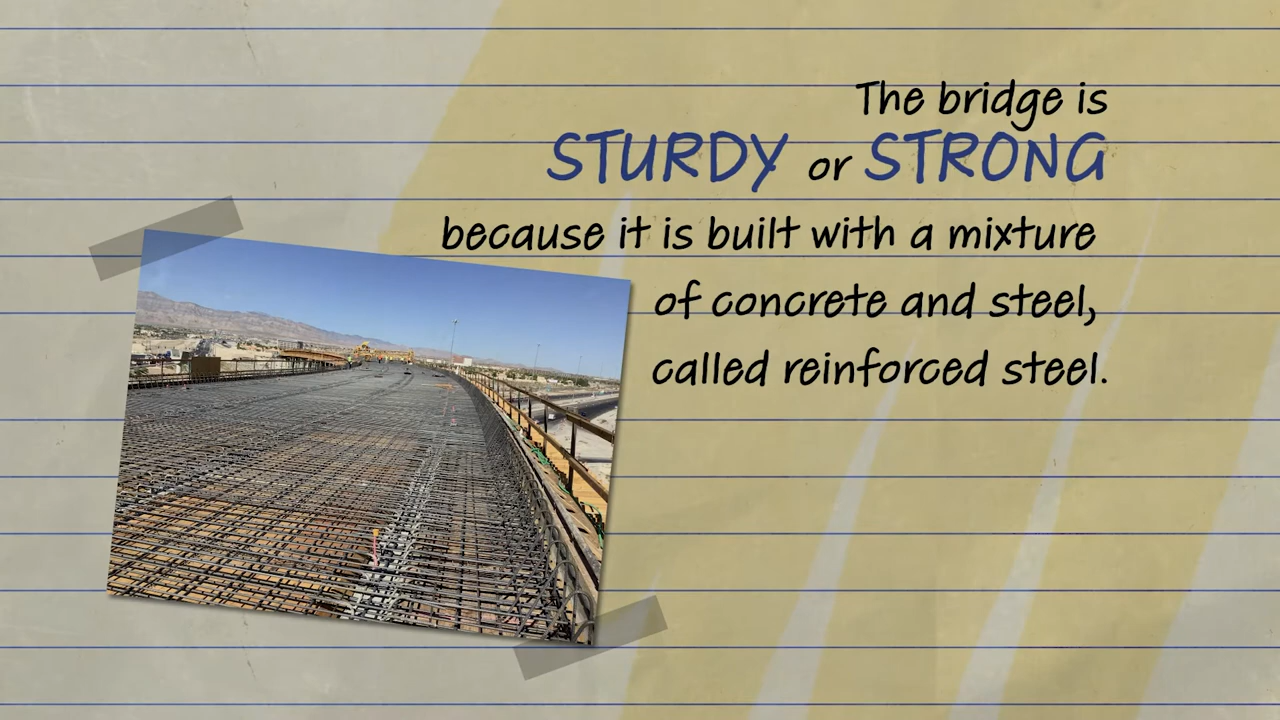 The bridge is
STURDY or STRONG
because it is built with a mixture
of concrete and steel,
called reinforced steel.